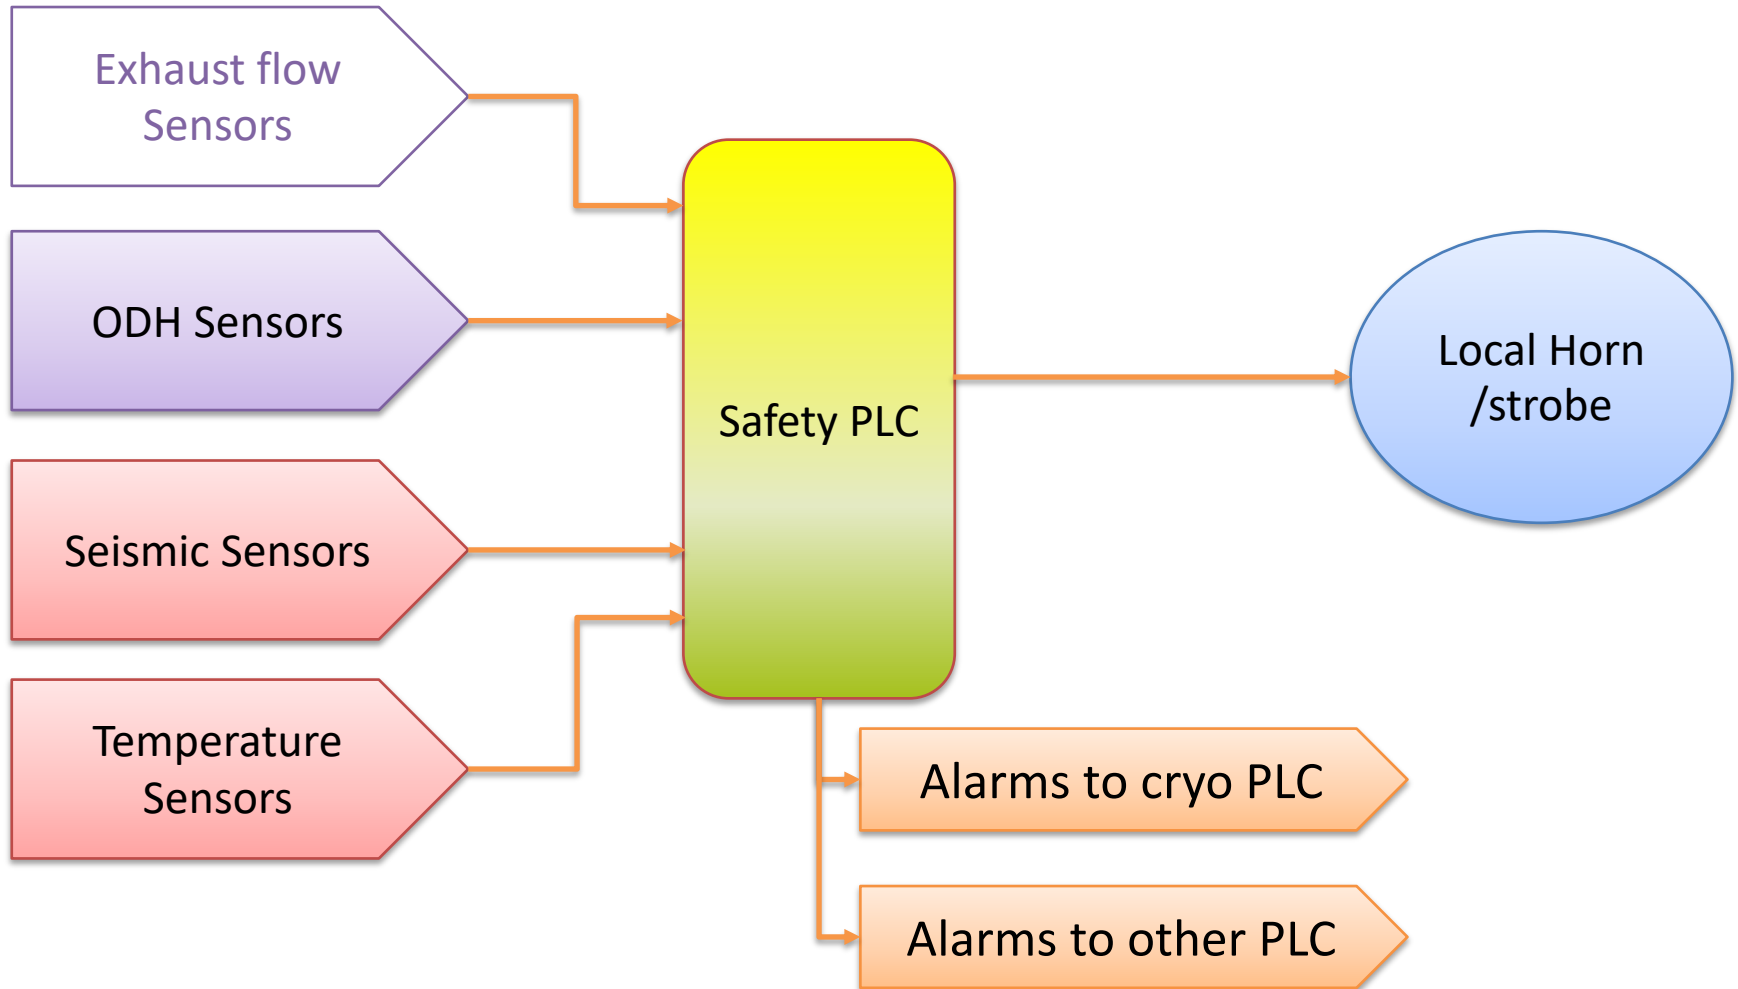 Exhaust flow
Sensors
ODH Sensors
Seismic Sensors
Temperature
Sensors
Safety PLC
Local Horn
/strobe
Alarms to cryo PLC
Alarms to other PLC